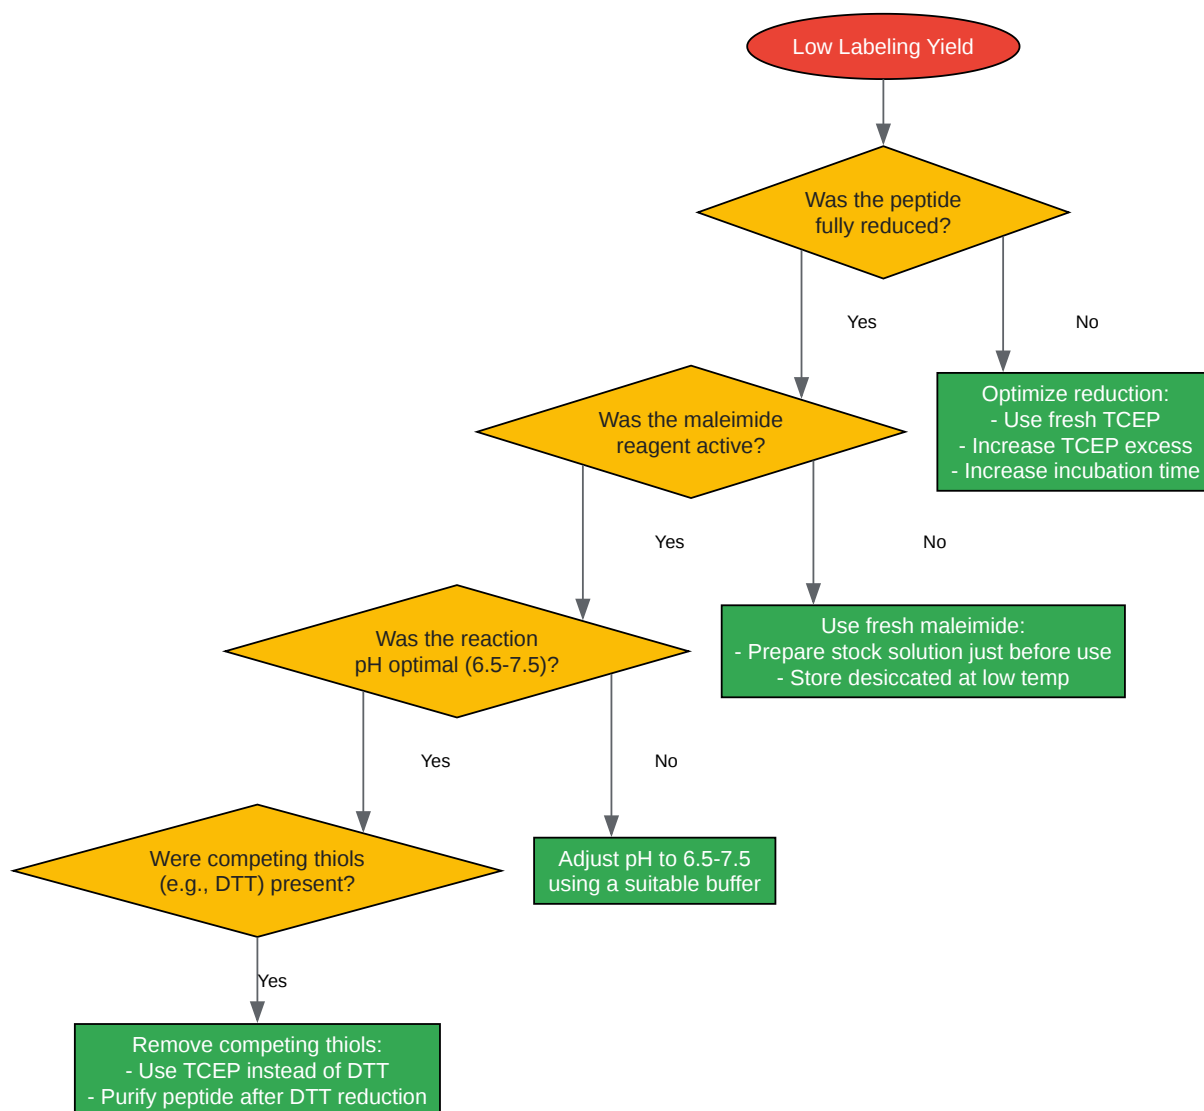 Low Labeling Yield
Was the peptide
fully reduced?
Yes
No
Was the maleimide
reagent active?
Optimize reduction:
- Use fresh TCEP
- Increase TCEP excess
- Increase incubation time
Yes
No
Was the reaction
pH optimal (6.5-7.5)?
Use fresh maleimide:
- Prepare stock solution just before use
- Store desiccated at low temp
Yes
No
Were competing thiols
(e.g., DTT) present?
Adjust pH to 6.5-7.5
using a suitable buffer
Yes
Remove competing thiols:
- Use TCEP instead of DTT
- Purify peptide after DTT reduction